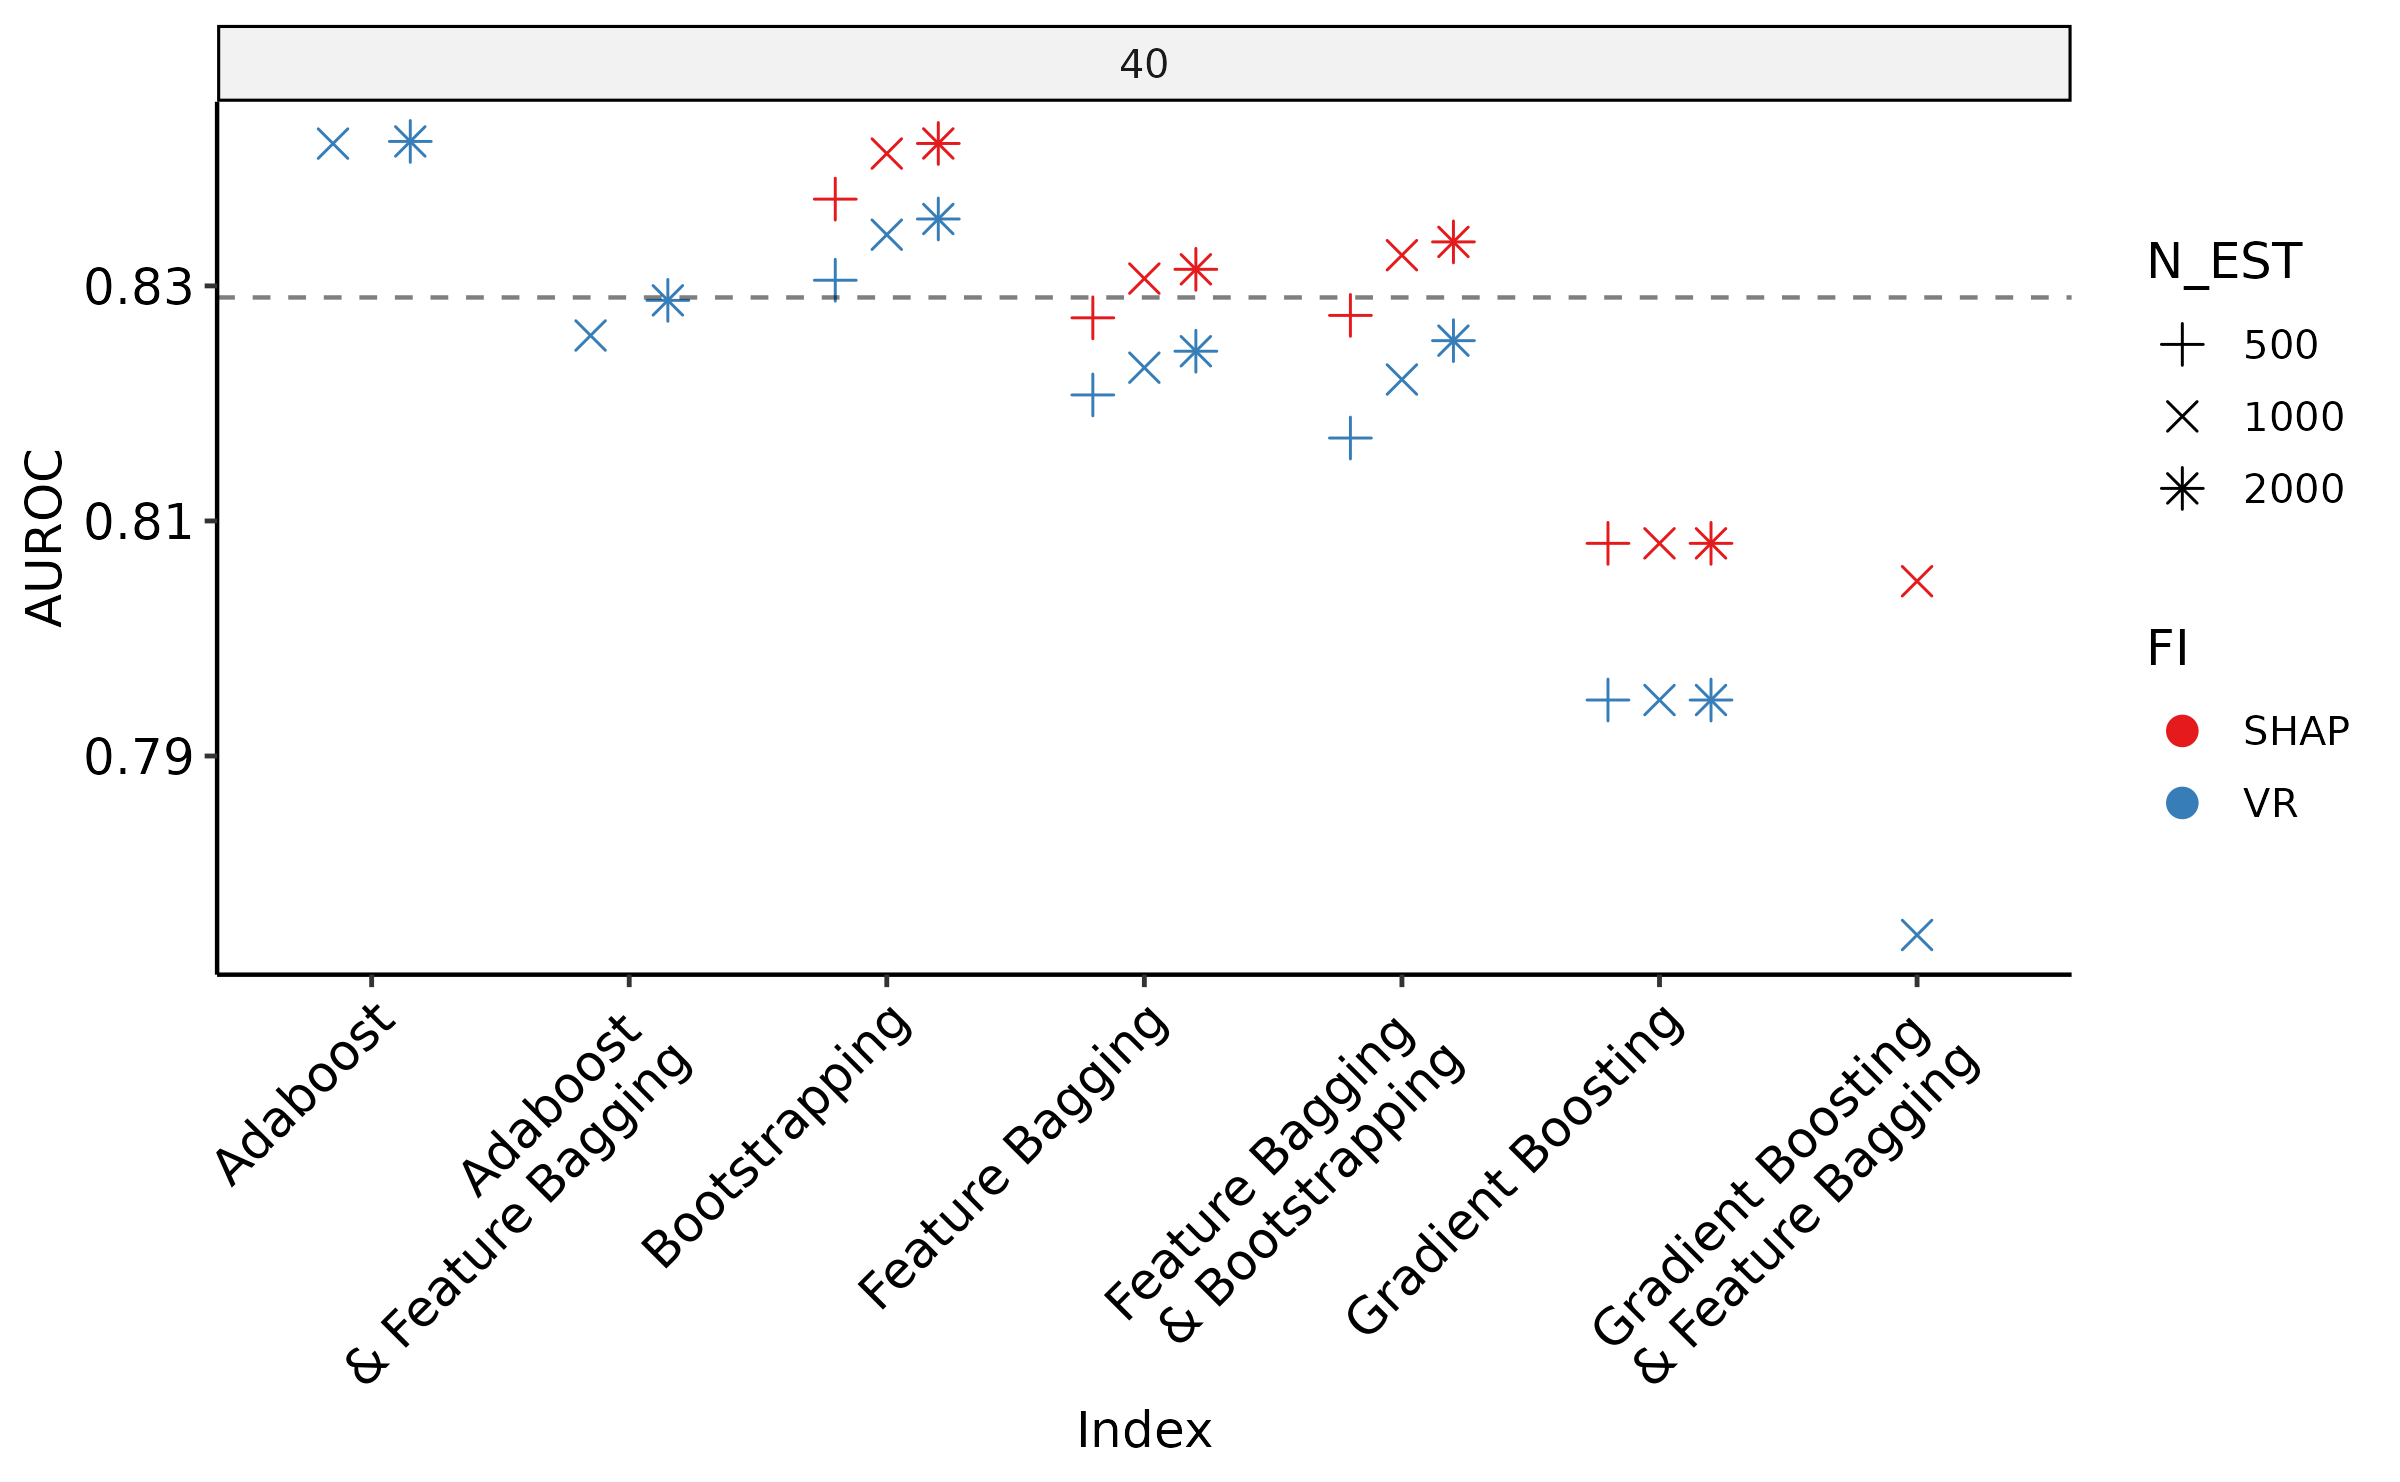 40
AUROC
0.83
0.81
0.79
Adaboost
Adaboost
& Feature Bagging
Bootstrapping
Feature Bagging
Feature Bagging
& Bootstrapping
Gradient Boosting
Gradient Boosting
& Feature Bagging
Index
N_EST
500
1000
2000
FI
SHAP
VR